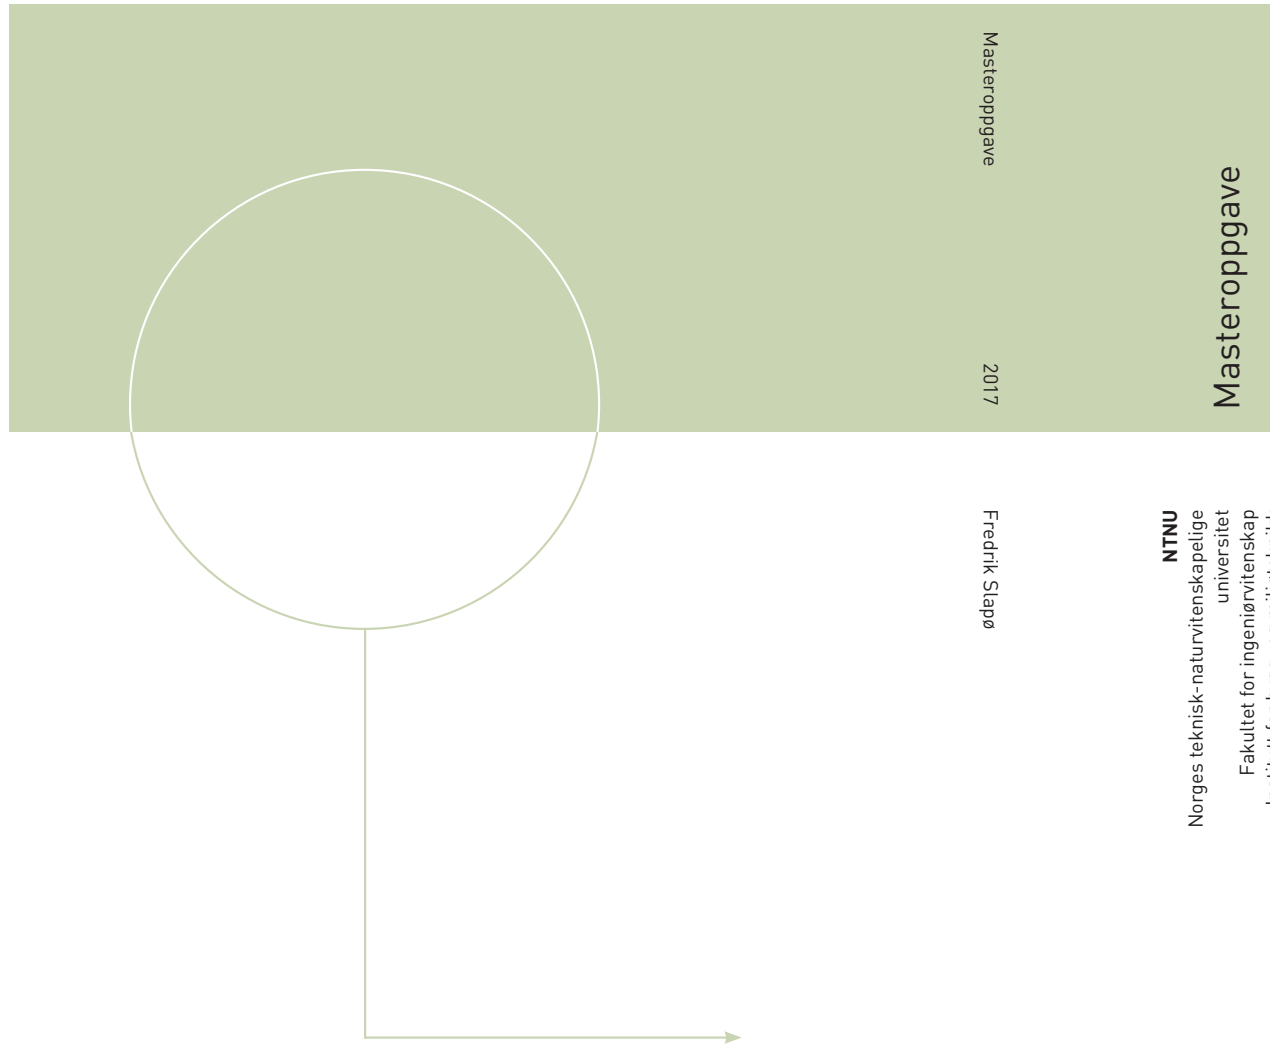 Masteroppgave
2017
Fredrik Slapø
Masteroppgave
NTNU
Norges teknisk-naturvitenskapelige
universitet
Fakultet for ingeniørvitenskap